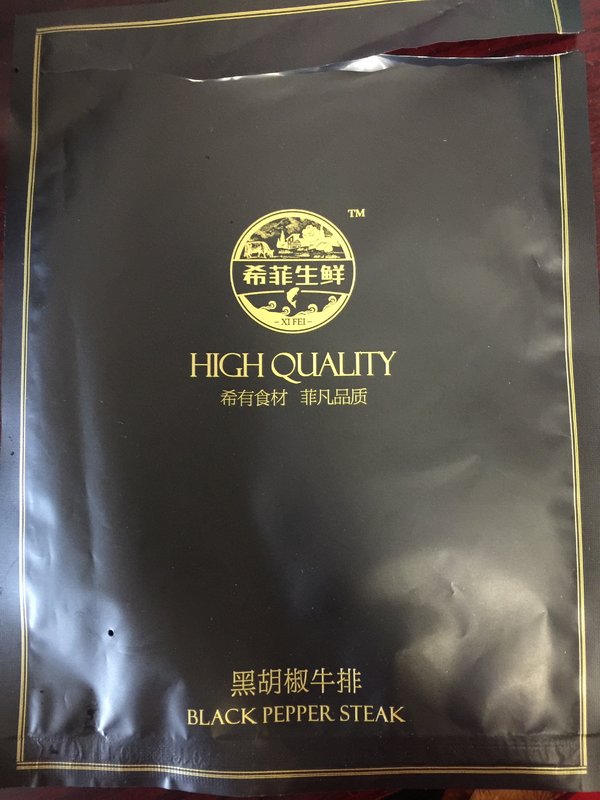 TM
希菲生鲜
-XI FEI-
HIGH QUALITY
希有食材 菲凡品质
黑胡椒牛排
BLACK PEPPER STEAK